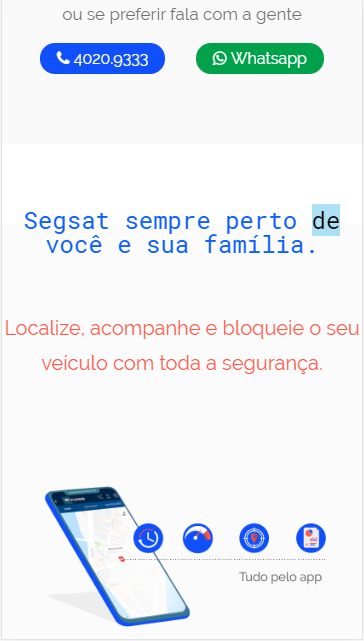 ou se preferir fala com a gente
4020.9333
Whatsapp
Segsat sempre perto de
você e sua família.
Localize, acompanhe e bloqueie o seu
veículo com toda a segurança.
Tudo pelo app